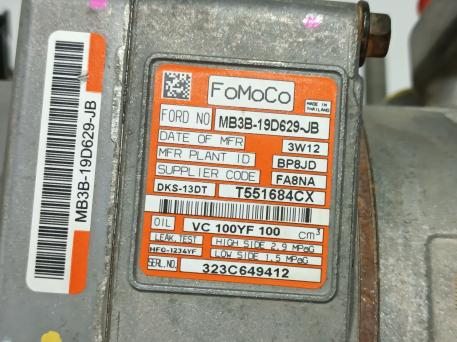 MB3B-19D629-JB
FoMoCo
MADE IN
THAILAND
FORD NO MB3B-19D629-JB
DATE OF MFR 3W12
MFR PLANT ID BP8JD
SUPPLIER CODE FA8NA
DKS-13DT T551684CX
OIL VC 100YF 100 cm³
LEAK TEST HIGH SIDE 2.9 MPaG
HFO-1234YF LOW SIDE 1.5 MPaG
SERL.NO. 323C649412